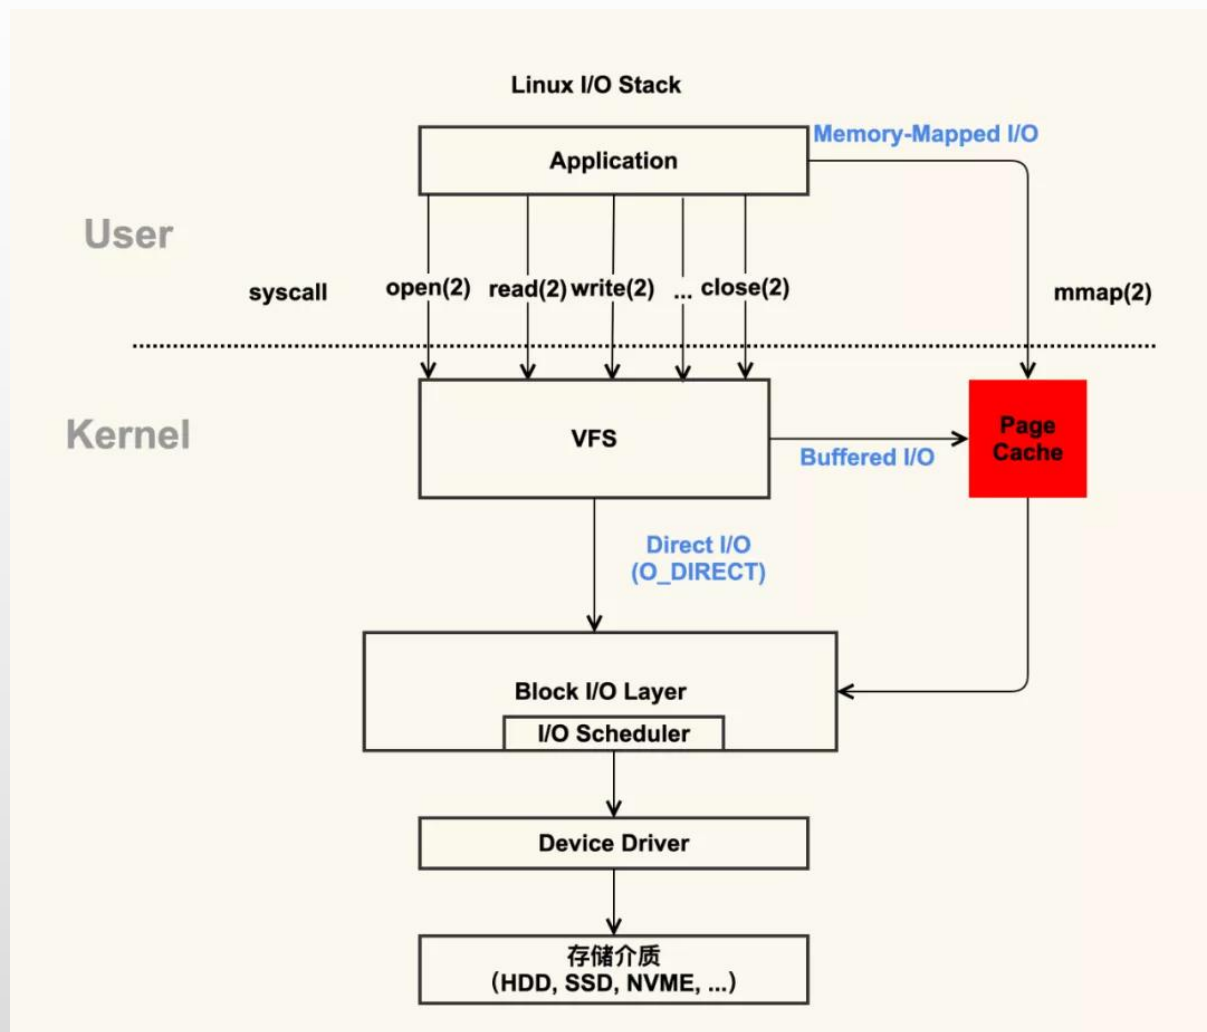 Linux I/O Stack
Memory-Mapped I/O
Application
User
syscall
open(2)
read(2)
write(2)
...
close(2)
mmap(2)
Kernel
VFS
Page
Cache
Buffered I/O
Direct I/O
(O_DIRECT)
Block I/O Layer
I/O Scheduler
Device Driver
存储介质
（HDD, SSD, NVME, ...）